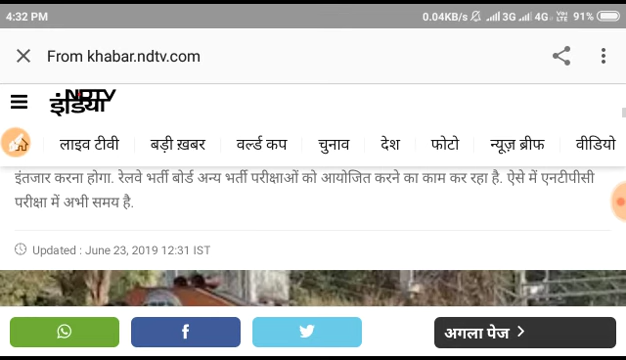 4:32 PM 0.04KB/s 3G 4G VoLTE 91%
From khabar.ndtv.com
NDTV
इंडिया
लाइव टीवी बड़ी ख़बर वर्ल्ड कप चुनाव देश फोटो न्यूज़ ब्रीफ वीडियो
इंतजार करना होगा. रेलवे भर्ती बोर्ड अन्य भर्ती परीक्षाओं को आयोजित करने का काम कर रहा है. ऐसे में एनटीपीसी
परीक्षा में अभी समय है.
Updated : June 23, 2019 12:31 IST
अगला पेज